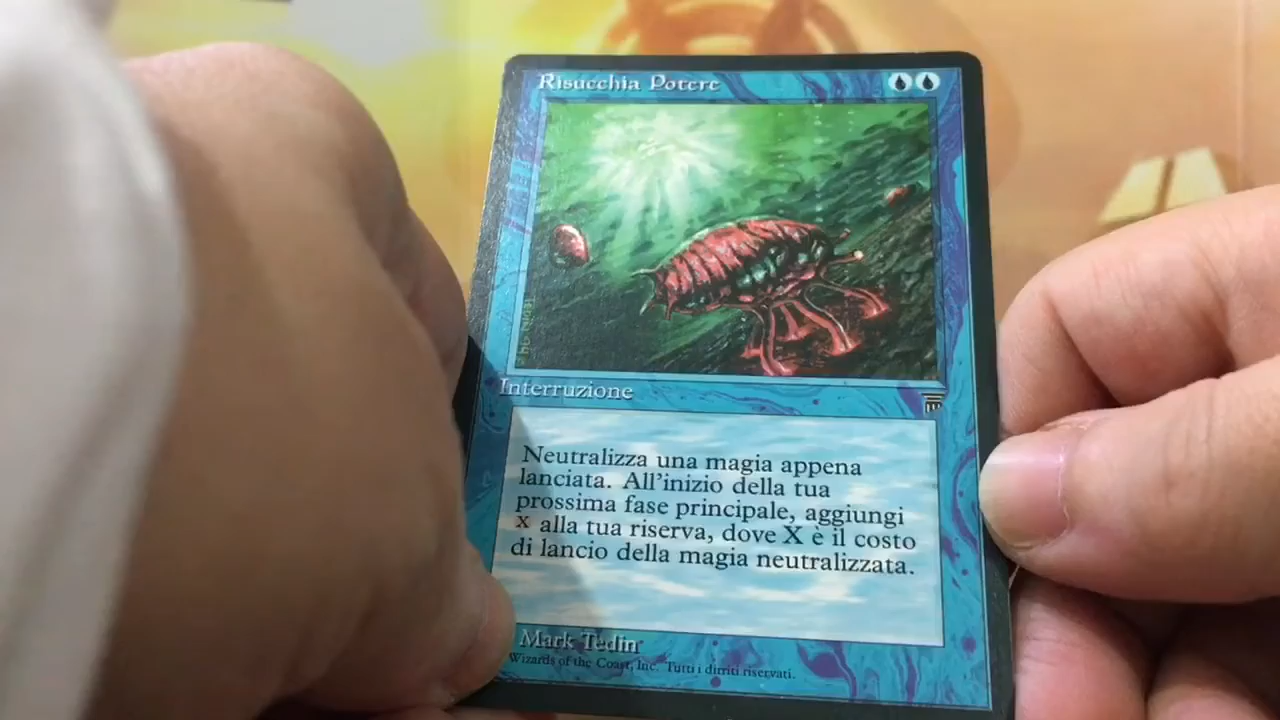 Risucchia Potere
Interruzione
Neutralizza una magia appena
lanciata. All'inizio della tua
prossima fase principale, aggiungi
x alla tua riserva, dove X è il costo
di lancio della magia neutralizzata.
Mark Tedin
Wizards of the Coast, Inc. Tutti i diritti riservati.